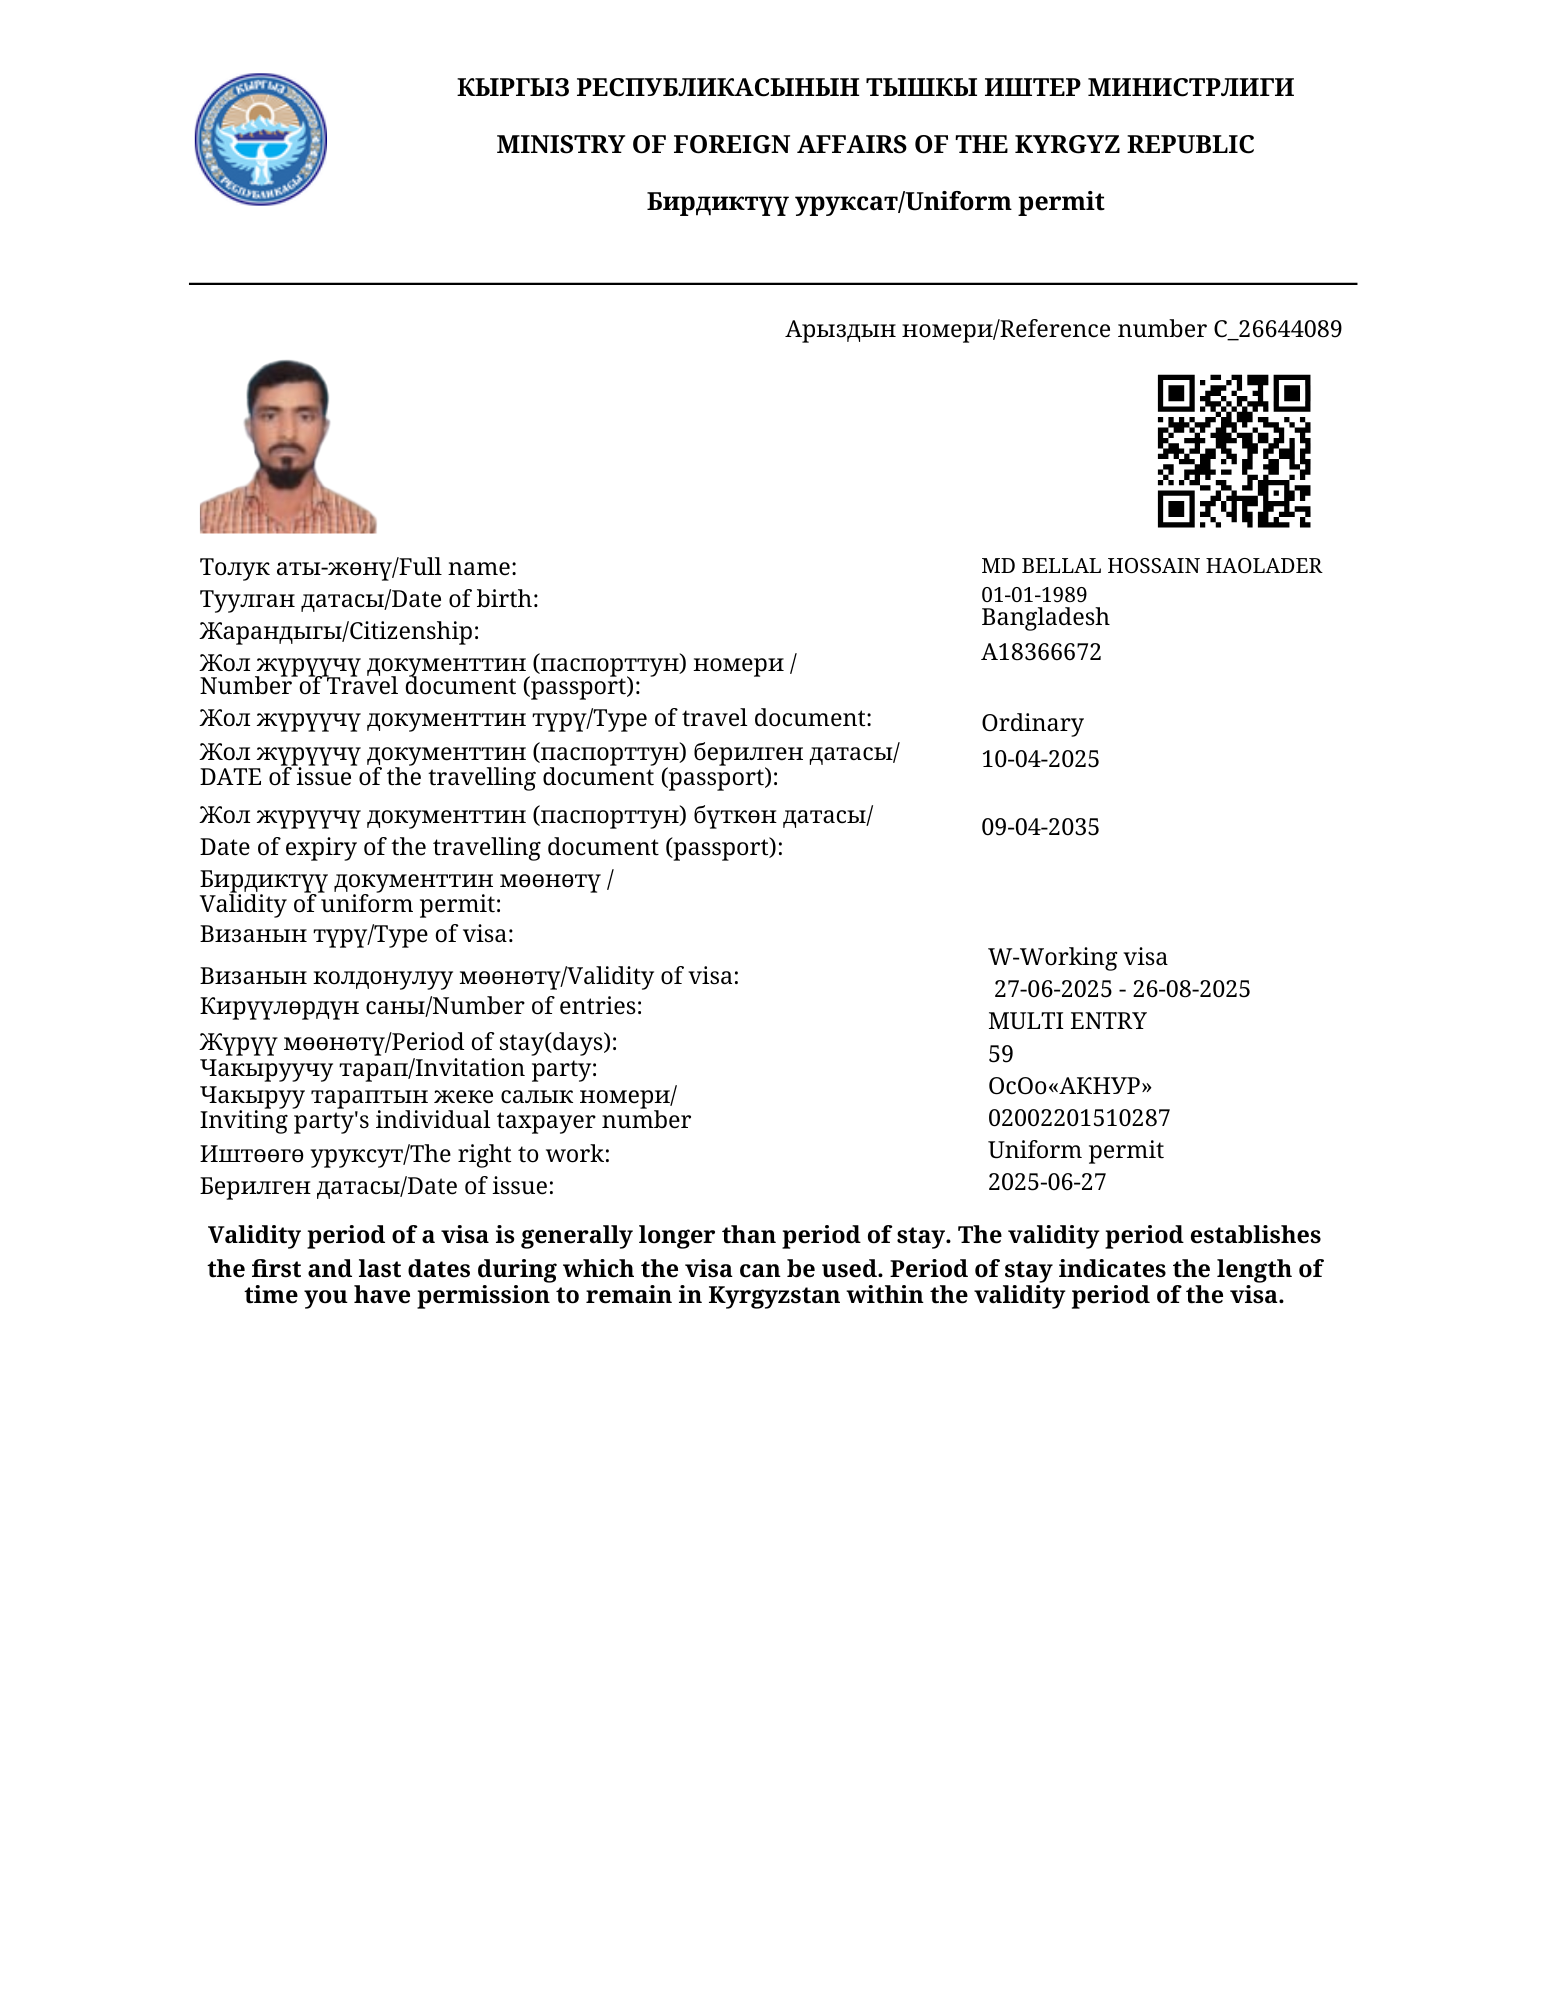 КЫРГЫЗ
РЕСПУБЛИКАСЫ
КЫРГЫЗ РЕСПУБЛИКАСЫНЫН ТЫШКЫ ИШТЕР МИНИСТРЛИГИ
MINISTRY OF FOREIGN AFFAIRS OF THE KYRGYZ REPUBLIC
Бирдиктүү уруксат/Uniform permit
Арыздын номери/Reference number C_26644089
Толук аты-жөнү/Full name: MD BELLAL HOSSAIN HAOLADER
Туулган датасы/Date of birth: 01-01-1989
Жарандыгы/Citizenship: Bangladesh
Жол жүрүүчү документтин (паспорттун) номери / A18366672
Number of Travel document (passport):
Жол жүрүүчү документтин түрү/Type of travel document: Ordinary
Жол жүрүүчү документтин (паспорттун) берилген датасы/ 10-04-2025
DATE of issue of the travelling document (passport):
Жол жүрүүчү документтин (паспорттун) бүткөн датасы/ 09-04-2035
Date of expiry of the travelling document (passport):
Бирдиктүү документтин мөөнөтү /
Validity of uniform permit:
Визанын түрү/Type of visa: W-Working visa
Визанын колдонулуу мөөнөтү/Validity of visa: 27-06-2025 - 26-08-2025
Кирүүлөрдүн саны/Number of entries: MULTI ENTRY
Жүрүү мөөнөтү/Period of stay(days): 59
Чакыруучу тарап/Invitation party: ОсОо«АКНУР»
Чакыруу тараптын жеке салык номери/ 02002201510287
Inviting party's individual taxpayer number
Иштөөгө уруксут/The right to work: Uniform permit
Берилген датасы/Date of issue: 2025-06-27
Validity period of a visa is generally longer than period of stay. The validity period establishes
the first and last dates during which the visa can be used. Period of stay indicates the length of
time you have permission to remain in Kyrgyzstan within the validity period of the visa.